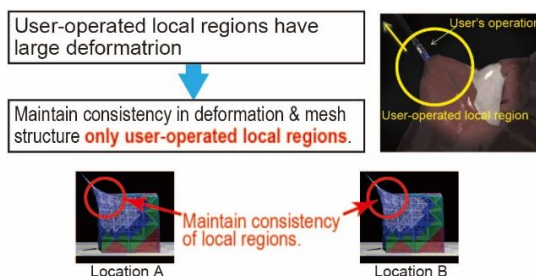 User-operated local regions have
large deformatrion
User's operation
User-operated local region
Maintain consistency in deformation & mesh
structure only user-operated local regions.
Maintain consistency
of local regions.
Location A
Location B